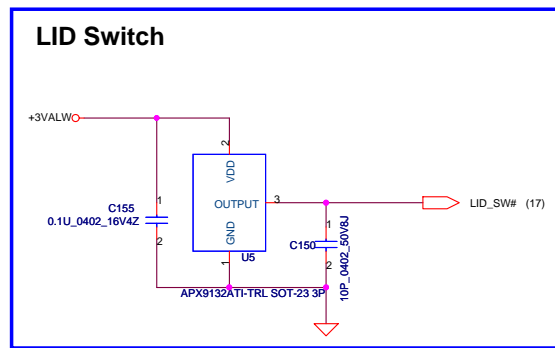 LID Switch
+3VALW
2
VDD
1
C155
0.1U_0402_16V4Z
2
OUTPUT
3
GND
1
U5
LID_SW# (17)
1
C150
2
10P_0402_50V8J
APX9132ATI-TRL SOT-23 3P